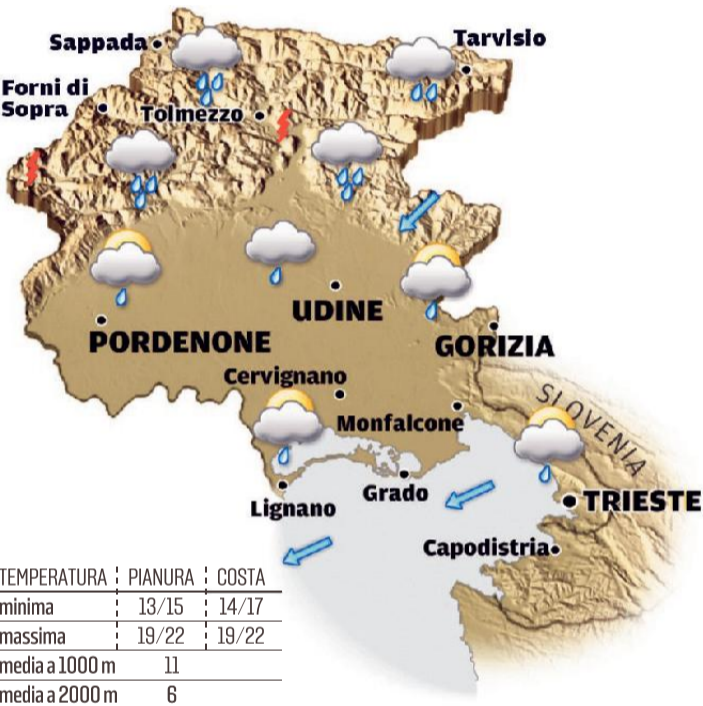 Sappada
Tarvisio
Forni di
Sopra
Tolmezzo
UDINE
PORDENONE
GORIZIA
Cervignano
SLOVENIA
Monfalcone
Lignano
Grado
TRIESTE
Capodistria
TEMPERATURA PIANURA COSTA
minima 13/15 14/17
massima 19/22 19/22
media a 1000 m 11
media a 2000 m 6